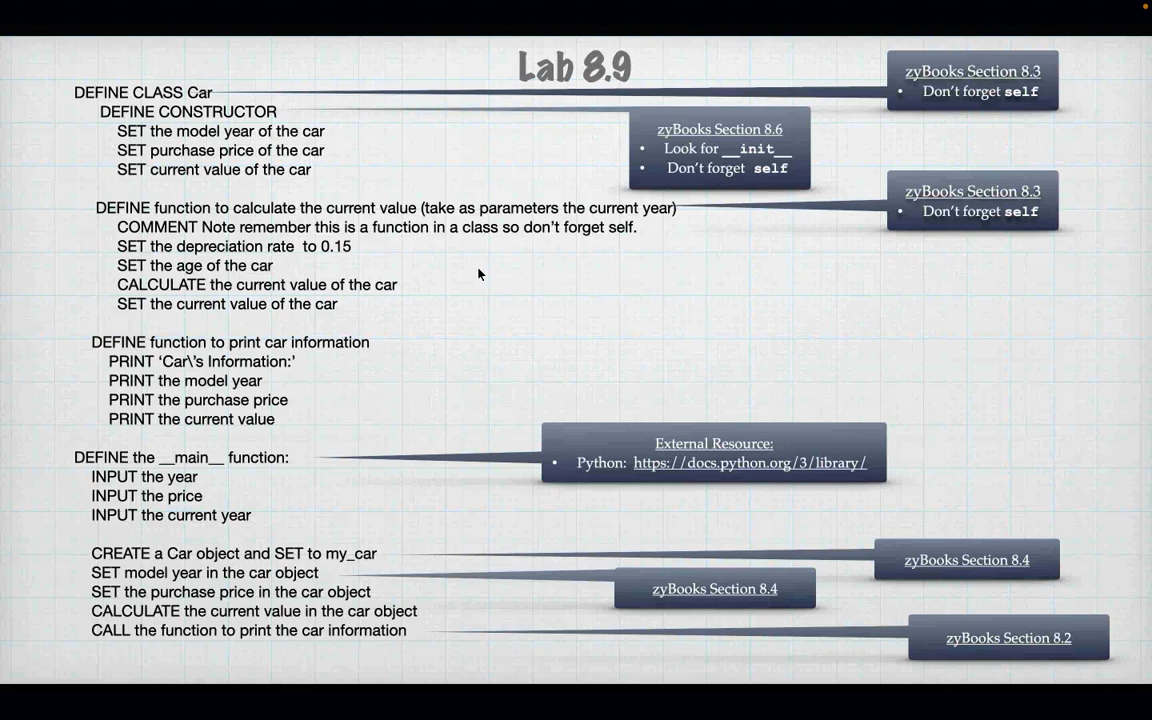 Lab 8.9
DEFINE CLASS Car
DEFINE CONSTRUCTOR
SET the model year of the car
SET purchase price of the car
SET current value of the car
DEFINE function to calculate the current value (take as parameters the current year)
COMMENT Note remember this is a function in a class so don’t forget self.
SET the depreciation rate  to 0.15
SET the age of the car
CALCULATE the current value of the car
SET the current value of the car
DEFINE function to print car information
PRINT ‘Car\’s Information:’
PRINT the model year
PRINT the purchase price
PRINT the current value
DEFINE the __main__ function:
INPUT the year
INPUT the price
INPUT the current year
CREATE a Car object and SET to my_car
SET model year in the car object
SET the purchase price in the car object
CALCULATE the current value in the car object
CALL the function to print the car information
zyBooks Section 8.3
• Don’t forget self
zyBooks Section 8.6
• Look for __init__
• Don’t forget self
zyBooks Section 8.3
• Don’t forget self
External Resource:
• Python: https://docs.python.org/3/library/
zyBooks Section 8.4
zyBooks Section 8.4
zyBooks Section 8.2